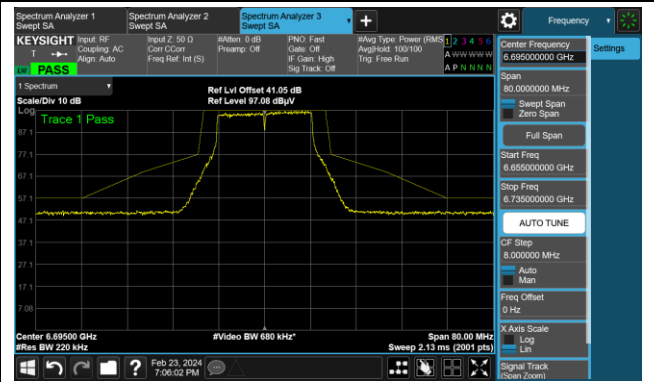 Spectrum Analyzer 1
Swept SA
Spectrum Analyzer 2
Swept SA
Spectrum Analyzer 3
Swept SA
Frequency
KEYSIGHT
Input: RF
Coupling: AC
Align: Auto
Input Z: 50 Ω
Corr CCorr
Freq Ref: Int (S)
#Atten: 0 dB
Preamp: Off
PNO: Fast
Gate: Off
IF Gain: High
Sig Track: Off
#Avg Type: Power (RMS
Avg|Hold: 100/100
Trig: Free Run
1 2 3 4 5 6
A W W W W W
A P N N N N
T
PASS
1 Spectrum
Scale/Div 10 dB
Ref Lvl Offset 41.05 dB
Ref Level 97.08 dBµV
Log
Trace 1 Pass
87.1
77.1
67.1
57.1
47.1
37.1
27.1
17.1
7.08
Center 6.69500 GHz
#Res BW 220 kHz
#Video BW 680 kHz*
Span 80.00 MHz
Sweep 2.13 ms (2001 pts)
Feb 23, 2024
7:06:02 PM
Center Frequency
6.695000000 GHz
Settings
Span
80.0000000 MHz
Swept Span
Zero Span
Full Span
Start Freq
6.655000000 GHz
Stop Freq
6.735000000 GHz
AUTO TUNE
CF Step
8.000000 MHz
Auto
Man
Freq Offset
0 Hz
X Axis Scale
Log
Lin
Signal Track
(Span Zoom)